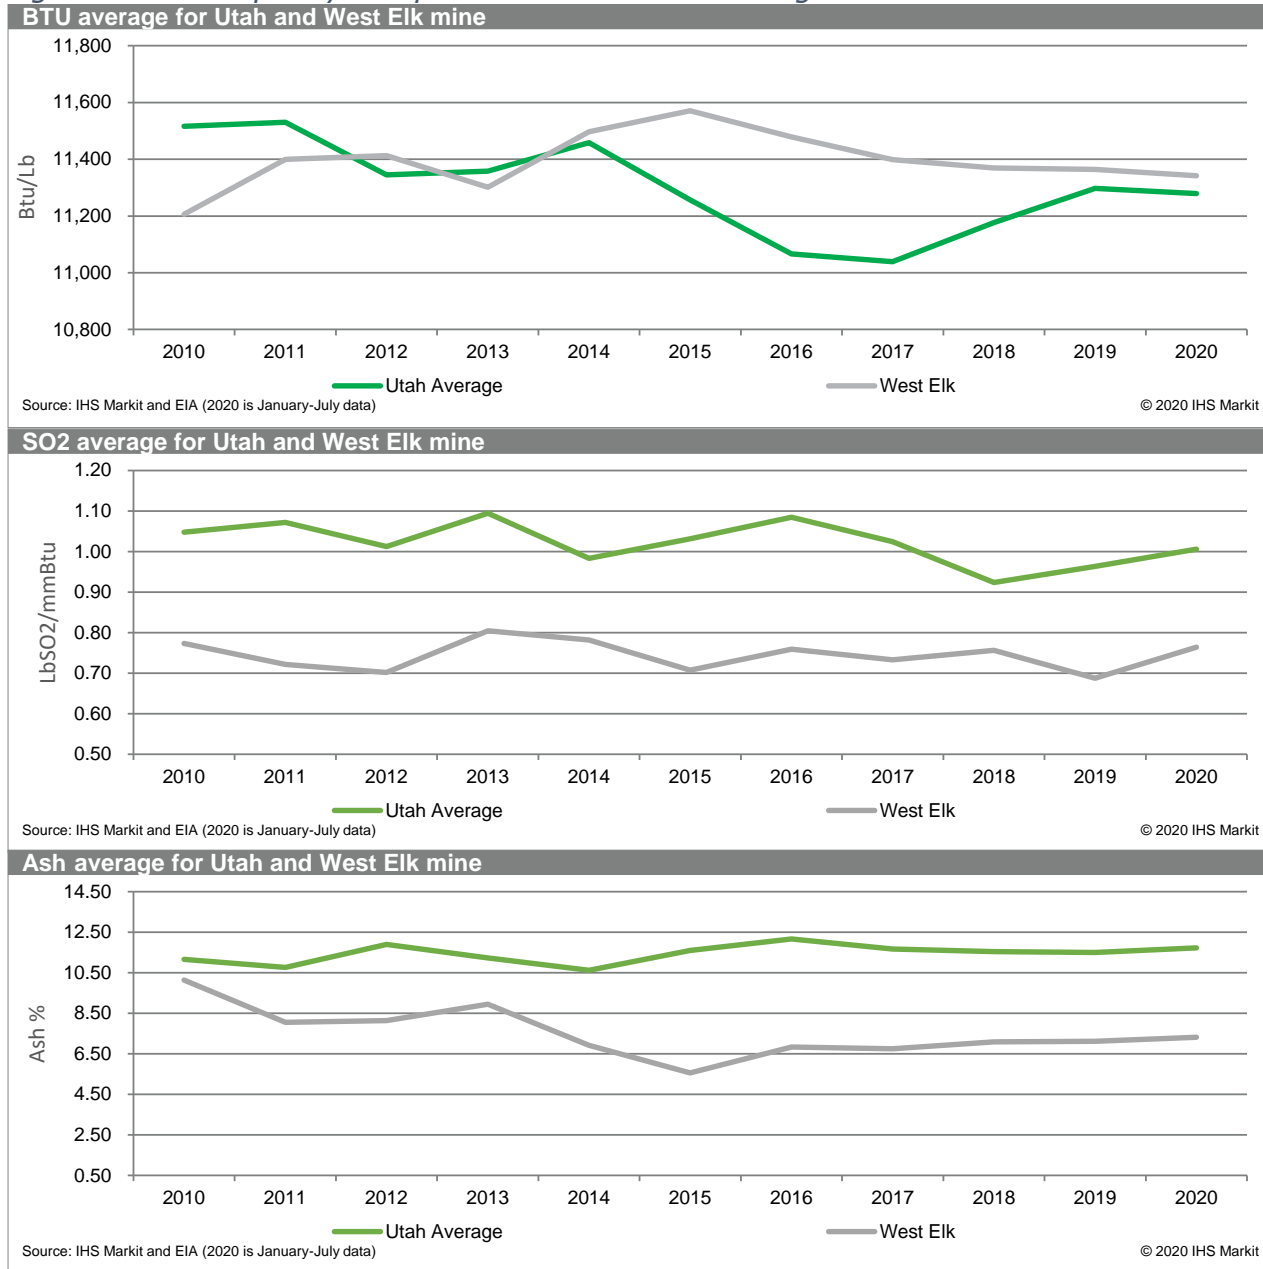 BTU average for Utah and West Elk mine
11,800
11,600
11,400
11,200
11,000
10,800
Btu/Lb
2010 2011 2012 2013 2014 2015 2016 2017 2018 2019 2020
Utah Average West Elk
Source: IHS Markit and EIA (2020 is January-July data) © 2020 IHS Markit
SO2 average for Utah and West Elk mine
1.20
1.10
1.00
0.90
0.80
0.70
0.60
0.50
LbSO2/mmBtu
2010 2011 2012 2013 2014 2015 2016 2017 2018 2019 2020
Utah Average West Elk
Source: IHS Markit and EIA (2020 is January-July data) © 2020 IHS Markit
Ash average for Utah and West Elk mine
14.50
12.50
10.50
8.50
6.50
4.50
2.50
0.50
Ash %
2010 2011 2012 2013 2014 2015 2016 2017 2018 2019 2020
Utah Average West Elk
Source: IHS Markit and EIA (2020 is January-July data) © 2020 IHS Markit